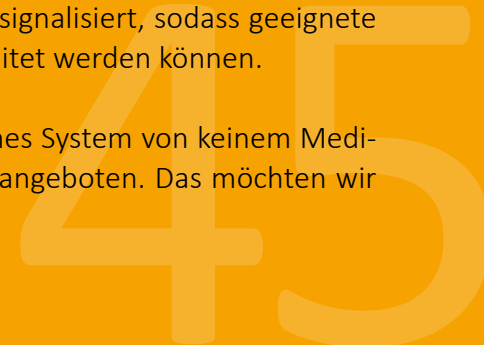 signalisiert, sodass geeignete
itet werden können.
nes System von keinem Medi-
angeboten. Das möchten wir
45